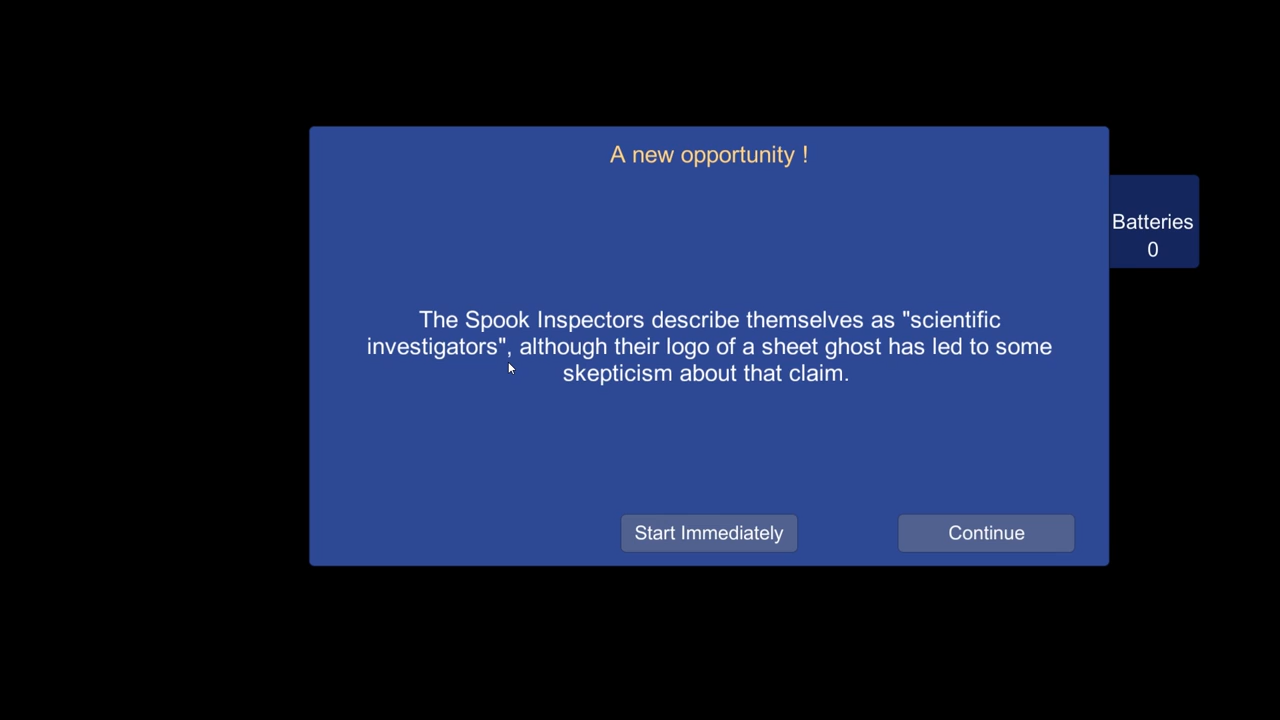 A new opportunity !
Batteries
0
The Spook Inspectors describe themselves as "scientific
investigators", although their logo of a sheet ghost has led to some
skepticism about that claim.
Start Immediately
Continue